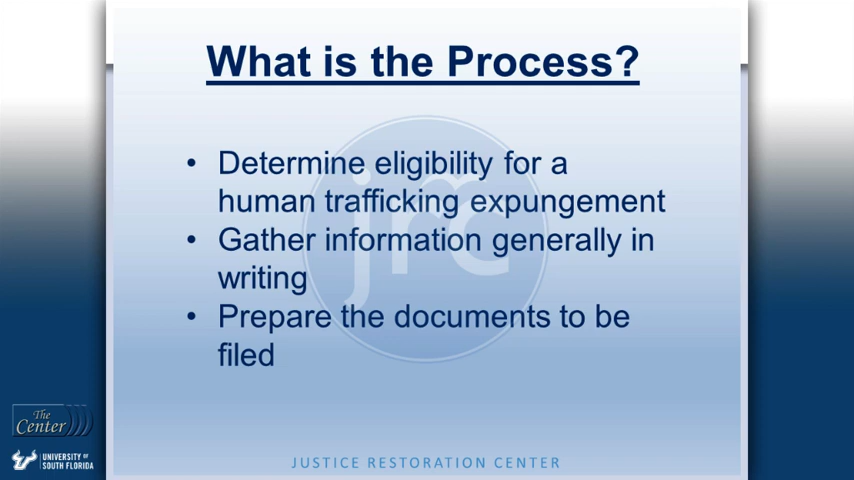 What is the Process?
• Determine eligibility for a
human trafficking expungement
• Gather information generally in
writing
• Prepare the documents to be
filed
jrc
The
Center
UNIVERSITY OF
SOUTH FLORIDA
JUSTICE RESTORATION CENTER